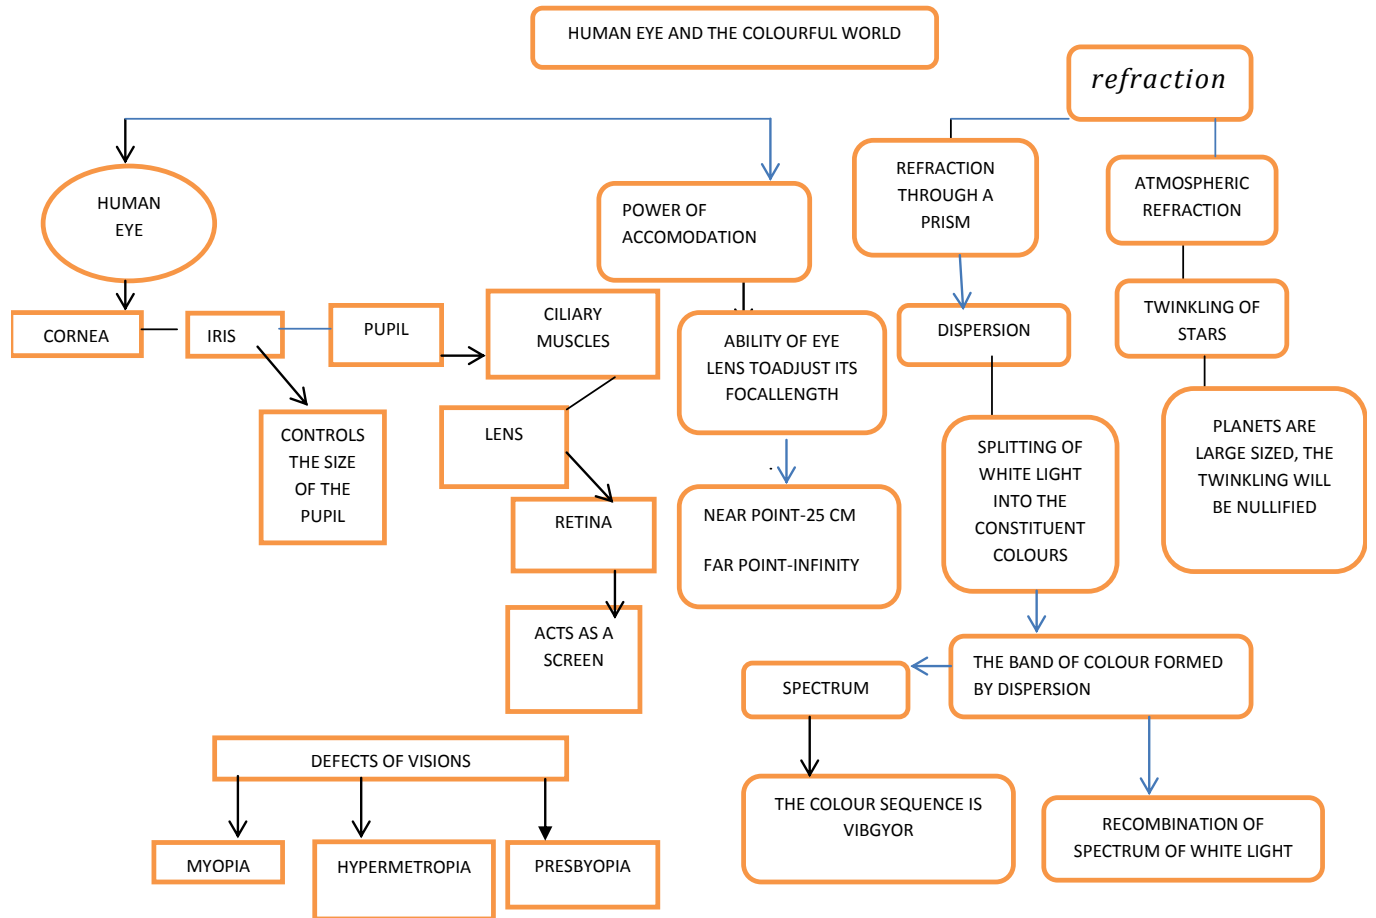 HUMAN EYE AND THE COLOURFUL WORLD
refraction
HUMAN
EYE
POWER OF
ACCOMODATION
REFRACTION
THROUGH A
PRISM
ATMOSPHERIC
REFRACTION
CORNEA
IRIS
PUPIL
CILIARY
MUSCLES
ABILITY OF EYE
LENS TOADJUST ITS
FOCALLENGTH
DISPERSION
TWINKLING OF
STARS
CONTROLS
THE SIZE
OF THE
PUPIL
LENS
RETINA
ACTS AS A
SCREEN
NEAR POINT-25 CM
FAR POINT-INFINITY
SPLITTING OF
WHITE LIGHT
INTO THE
CONSTITUENT
COLOURS
PLANETS ARE
LARGE SIZED, THE
TWINKLING WILL
BE NULLIFIED
SPECTRUM
THE BAND OF COLOUR FORMED
BY DISPERSION
THE COLOUR SEQUENCE IS
VIBGYOR
RECOMBINATION OF
SPECTRUM OF WHITE LIGHT
DEFECTS OF VISIONS
MYOPIA
HYPERMETROPIA
PRESBYOPIA